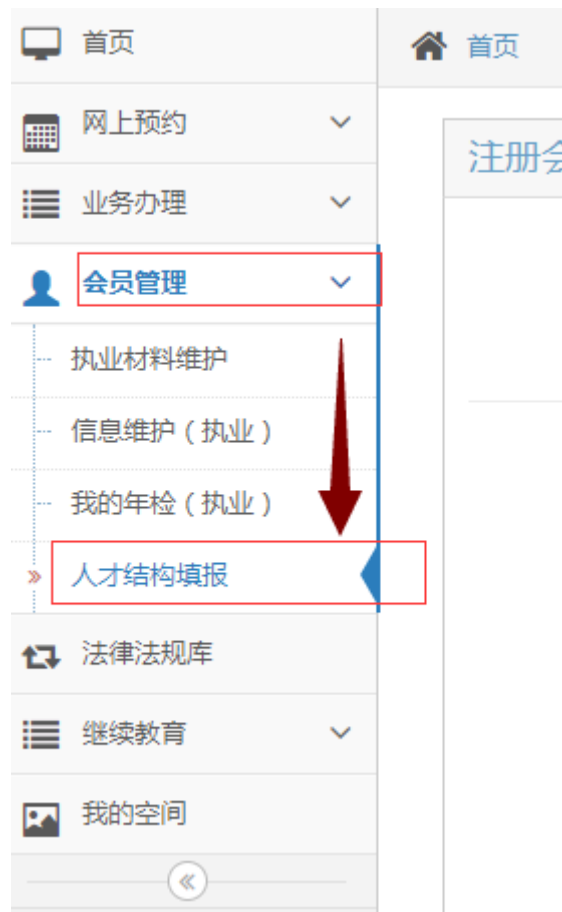 首页
网上预约
业务办理
会员管理
执业材料维护
信息维护（执业）
我的年检（执业）
人才结构填报
法律法规库
继续教育
我的空间
首页
注册会